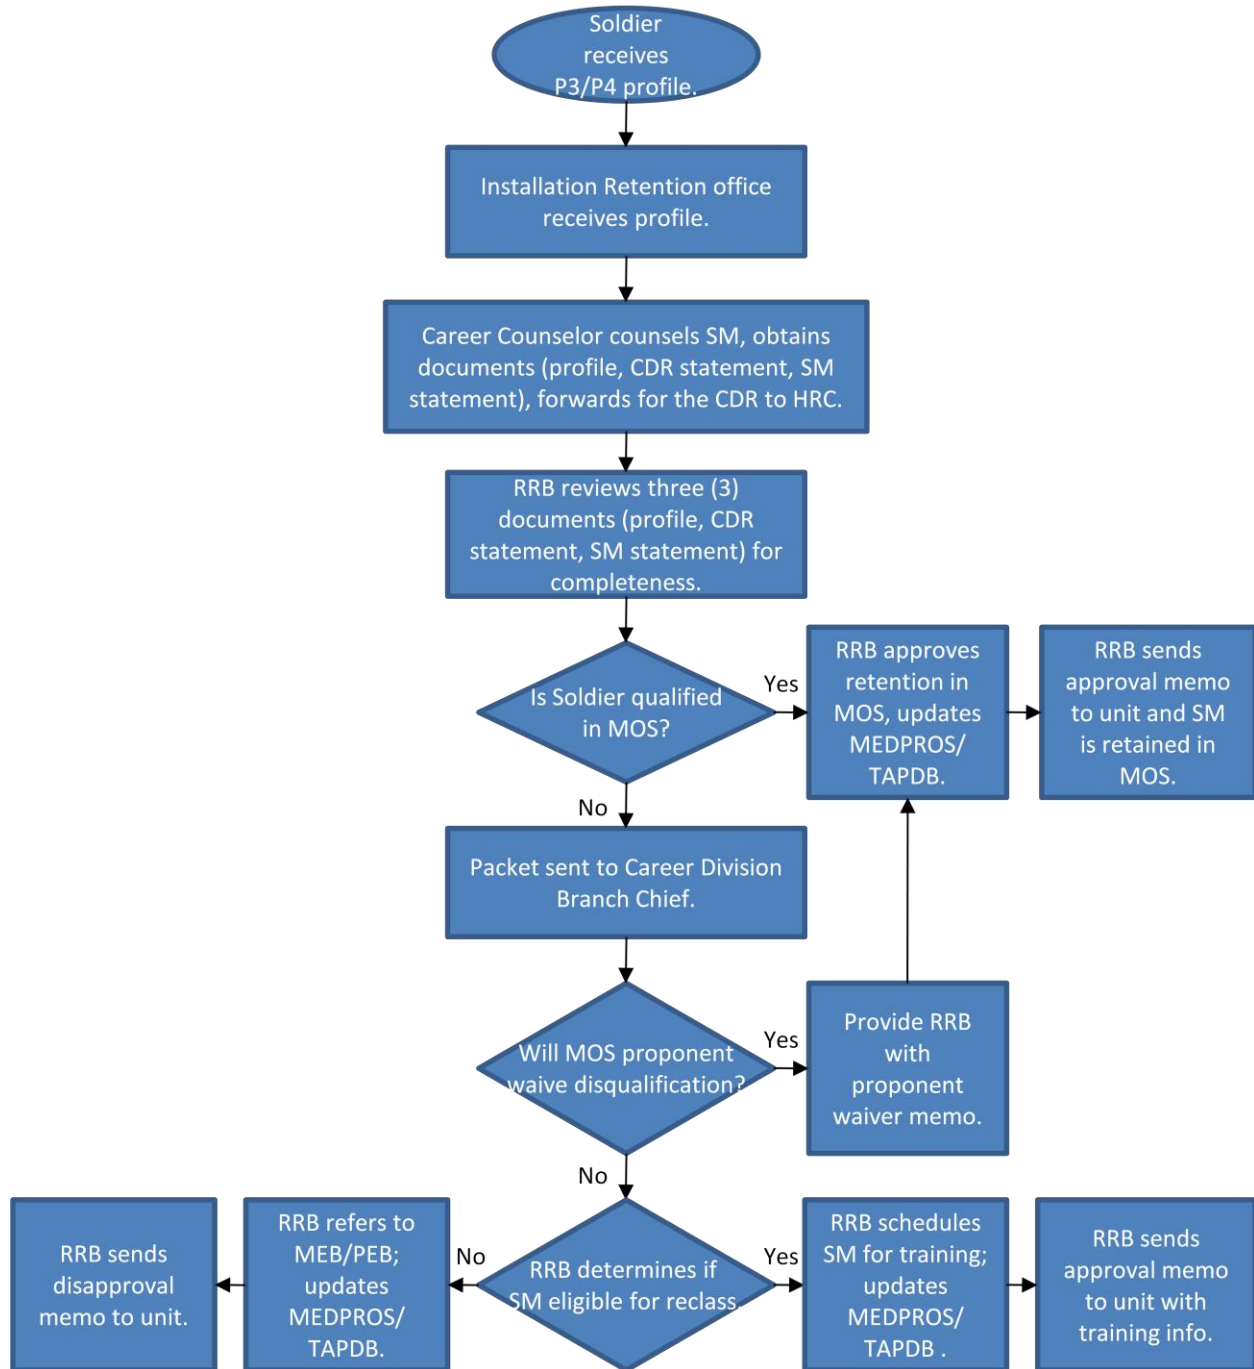 Soldier
receives
P3/P4 profile.
Installation Retention office
receives profile.
Career Counselor counsels SM, obtains
documents (profile, CDR statement, SM
statement), forwards for the CDR to HRC.
RRB reviews three (3)
documents (profile, CDR
statement, SM statement) for
completeness.
Is Soldier qualified
in MOS?
Yes
RRB approves
retention in
MOS, updates
MEDPROS/
TAPDB.
RRB sends
approval memo
to unit and SM
is retained in
MOS.
No
Packet sent to Career Division
Branch Chief.
Will MOS proponent
waive disqualification?
Yes
Provide RRB
with
proponent
waiver memo.
No
RRB determines if
SM eligible for reclass.
No
RRB refers to
MEB/PEB;
updates
MEDPROS/
TAPDB.
RRB sends
disapproval
memo to unit.
Yes
RRB schedules
SM for training;
updates
MEDPROS/
TAPDB .
RRB sends
approval memo
to unit with
training info.